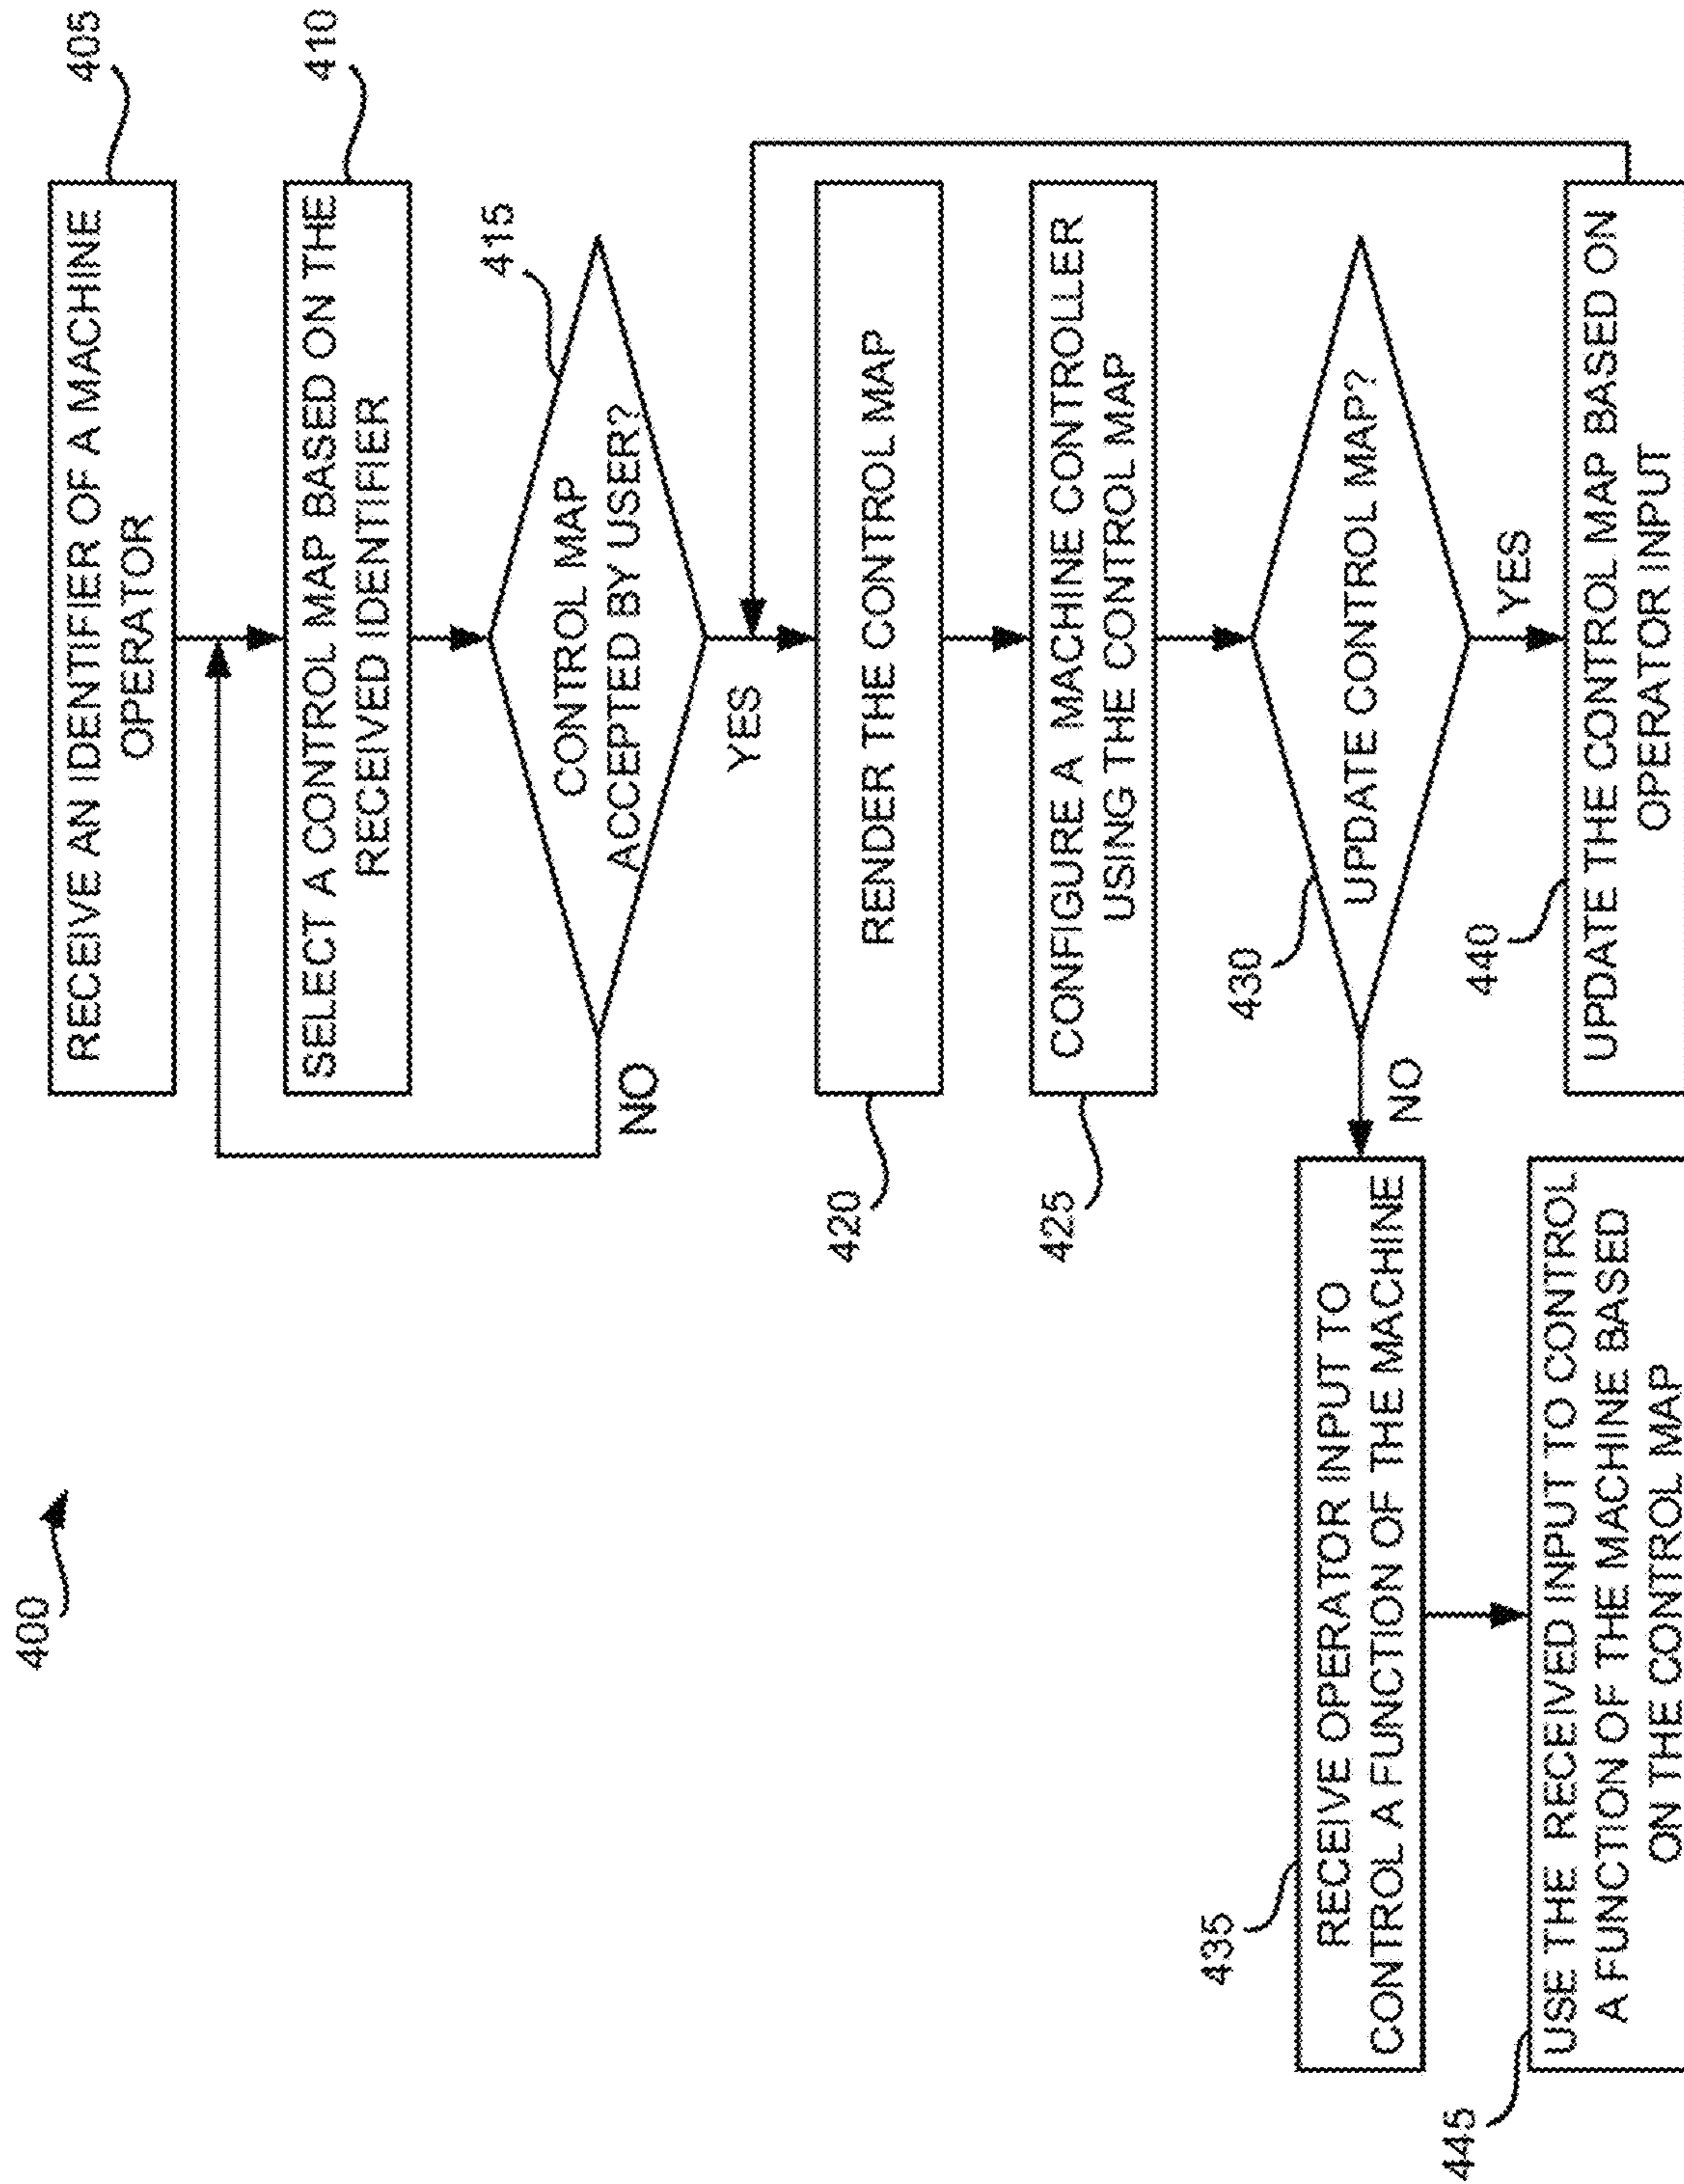 400
405
RECEIVE AN IDENTIFIER OF A MACHINE
OPERATOR
410
SELECT A CONTROL MAP BASED ON THE
RECEIVED IDENTIFIER
415
CONTROL MAP
ACCEPTED BY USER?
NO
YES
420
RENDER THE CONTROL MAP
425
CONFIGURE A MACHINE CONTROLLER
USING THE CONTROL MAP
430
UPDATE CONTROL MAP?
NO
YES
435
RECEIVE OPERATOR INPUT TO
CONTROL A FUNCTION OF THE MACHINE
440
UPDATE THE CONTROL MAP BASED ON
OPERATOR INPUT
445
USE THE RECEIVED INPUT TO CONTROL
A FUNCTION OF THE MACHINE BASED
ON THE CONTROL MAP